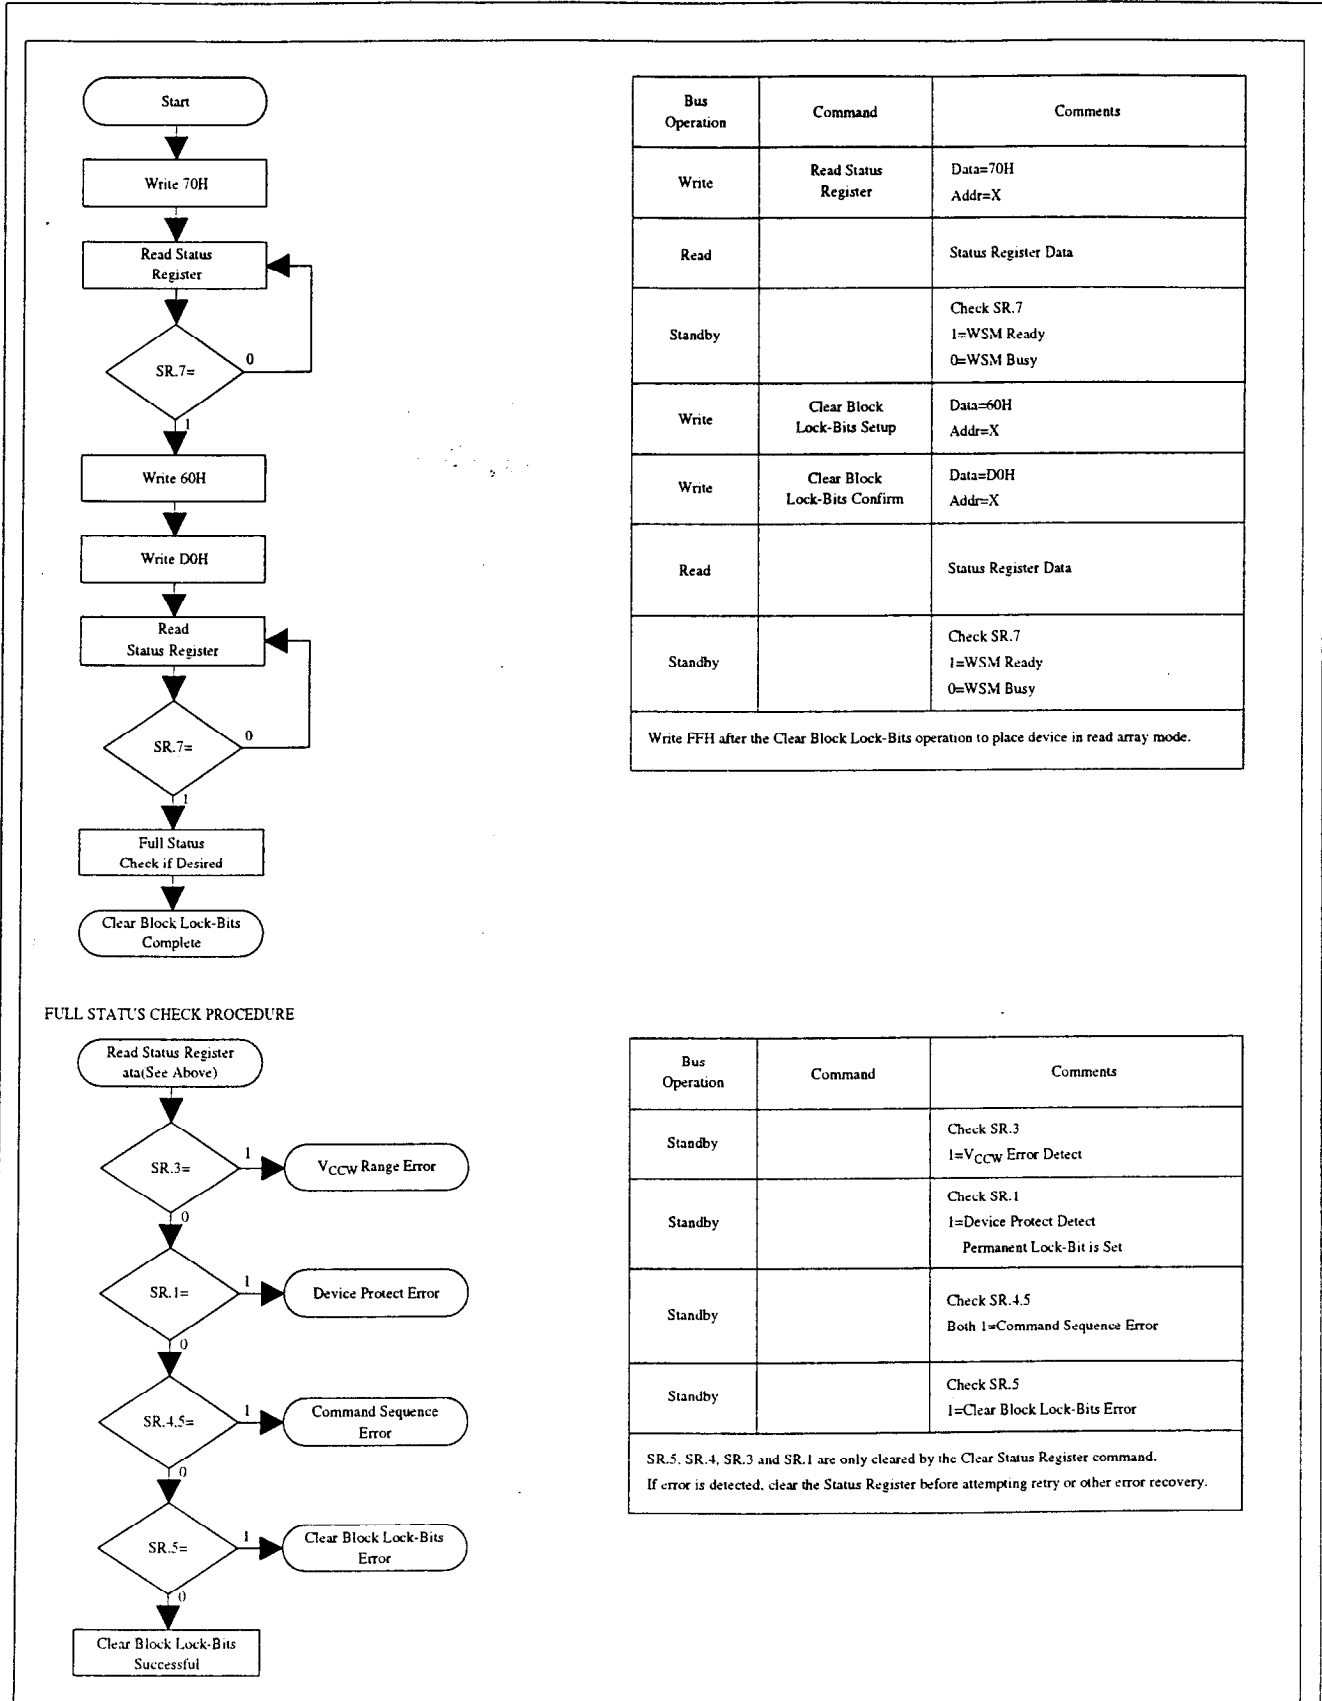 Start
Write 70H
Read Status
Register
SR.7=
0
1
Write 60H
Write D0H
Read
Status Register
SR.7=
0
1
Full Status
Check if Desired
Clear Block Lock-Bits
Complete
Bus
Operation
Command
Comments
Write
Read Status
Register
Data=70H
Addr=X
Read
Status Register Data
Standby
Check SR.7
1=WSM Ready
0=WSM Busy
Write
Clear Block
Lock-Bits Setup
Data=60H
Addr=X
Write
Clear Block
Lock-Bits Confirm
Data=D0H
Addr=X
Read
Status Register Data
Standby
Check SR.7
1=WSM Ready
0=WSM Busy
Write FFH after the Clear Block Lock-Bits operation to place device in read array mode.
FULL STATUS CHECK PROCEDURE
Read Status Register
ata(See Above)
SR.3=
1
VCCW Range Error
0
SR.1=
1
Device Protect Error
0
SR.4.5=
1
Command Sequence
Error
0
SR.5=
1
Clear Block Lock-Bits
Error
0
Clear Block Lock-Bits
Successful
Bus
Operation
Command
Comments
Standby
Check SR.3
1=VCCW Error Detect
Standby
Check SR.1
1=Device Protect Detect
Permanent Lock-Bit is Set
Standby
Check SR.4.5
Both 1=Command Sequence Error
Standby
Check SR.5
1=Clear Block Lock-Bits Error
SR.5, SR.4, SR.3 and SR.1 are only cleared by the Clear Status Register command.
If error is detected, clear the Status Register before attempting retry or other error recovery.